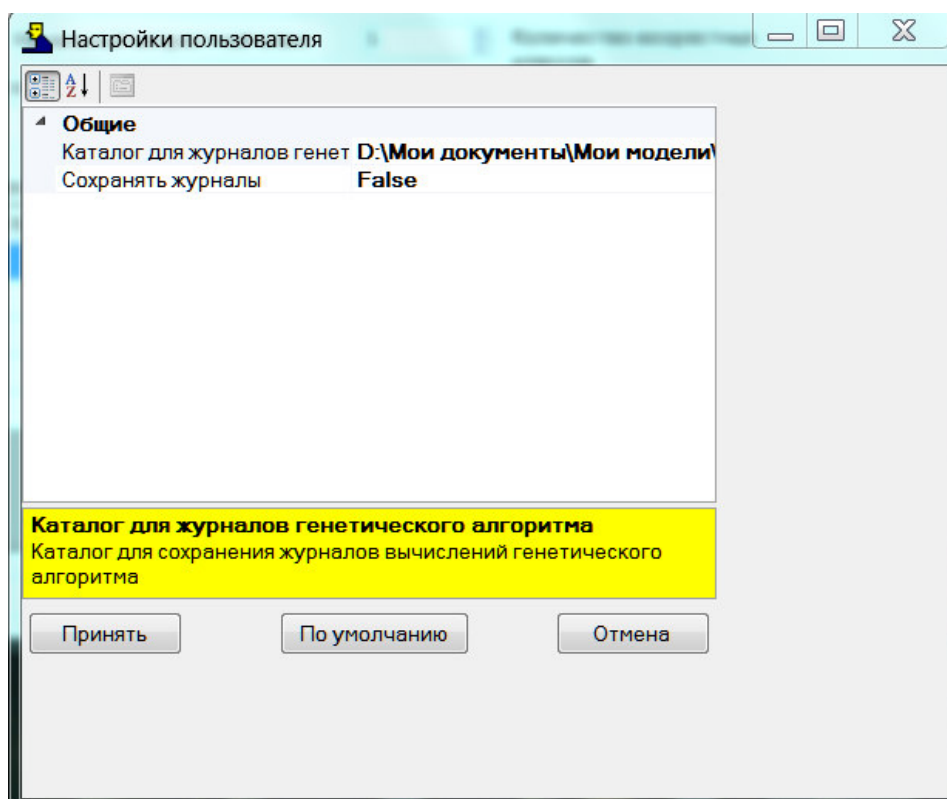 Настройки пользователя
Общие
Каталог для журналов генет D:\Мои документы\Мои модели\
Сохранять журналы False
Каталог для журналов генетического алгоритма
Каталог для сохранения журналов вычислений генетического
алгоритма
Принять По умолчанию Отмена